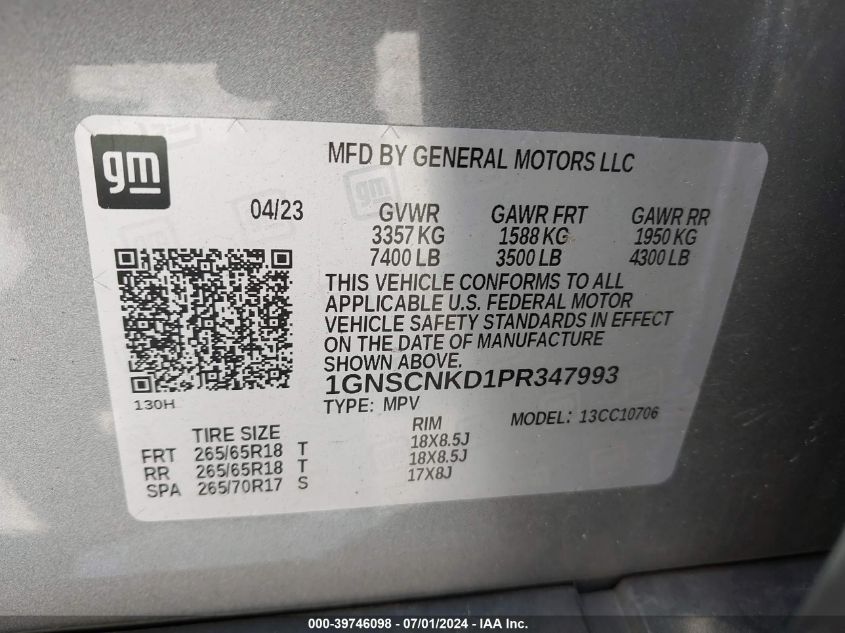 gm
MFD BY GENERAL MOTORS LLC
04/23 GVWR GAWR FRT GAWR RR
3357 KG 1588 KG 1950 KG
7400 LB 3500 LB 4300 LB
THIS VEHICLE CONFORMS TO ALL
APPLICABLE U.S. FEDERAL MOTOR
VEHICLE SAFETY STANDARDS IN EFFECT
ON THE DATE OF MANUFACTURE
SHOWN ABOVE.
1GNSCNKD1PR347993
130H
TYPE: MPV MODEL: 13CC10706
TIRE SIZE RIM
FRT 265/65R18 T 18X8.5J
RR 265/65R18 T 18X8.5J
SPA 265/70R17 S 17X8J
000-39746098 - 07/01/2024 - IAA Inc.